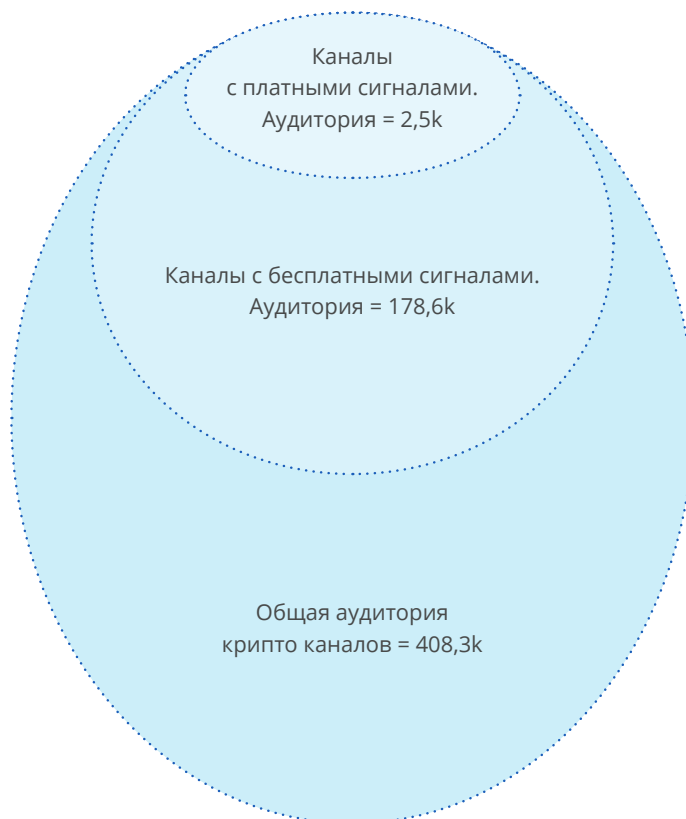 Каналы
с платными сигналами.
Аудитория = 2,5k
Каналы с бесплатными сигналами.
Аудитория = 178,6k
Общая аудитория
крипто каналов = 408,3k